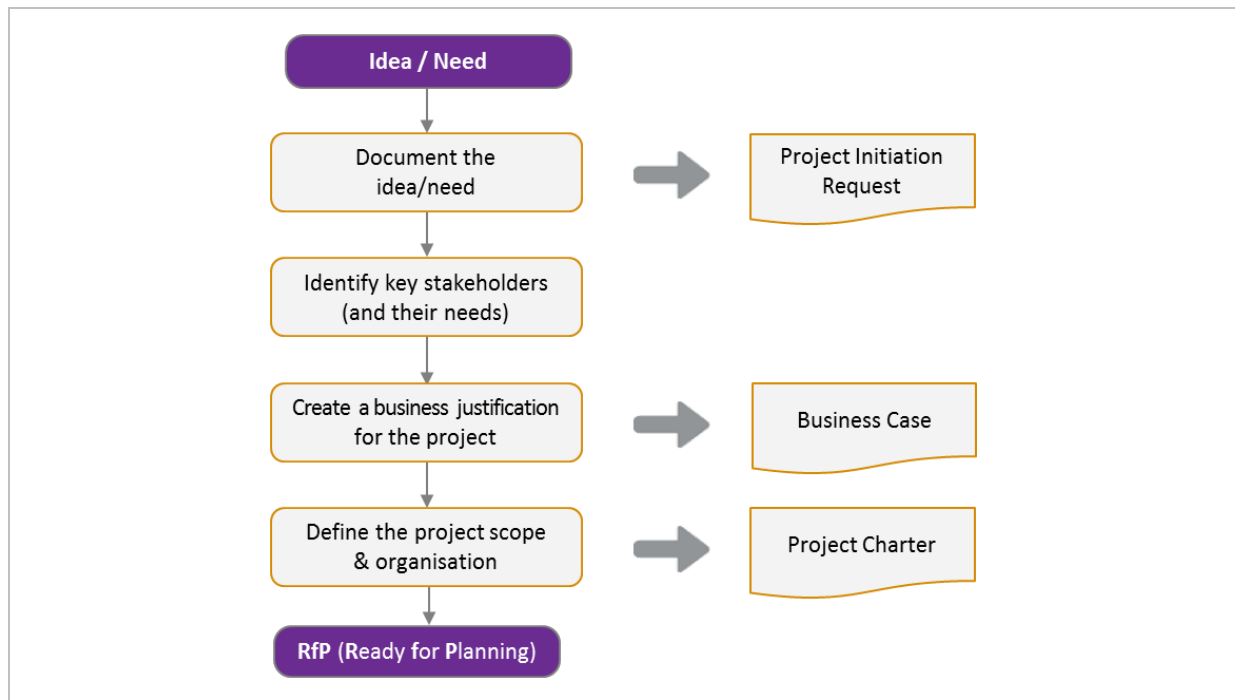 Idea / Need
Document the
idea/need
Project Initiation
Request
Identify key stakeholders
(and their needs)
Create a business justification
for the project
Business Case
Define the project scope
& organisation
Project Charter
RfP (Ready for Planning)